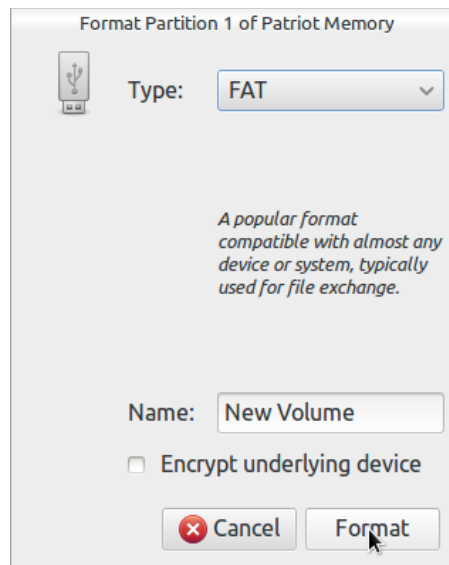 Format Partition 1 of Patriot Memory
Type: FAT
A popular format
compatible with almost any
device or system, typically
used for file exchange.
Name: New Volume
Encrypt underlying device
Cancel Format